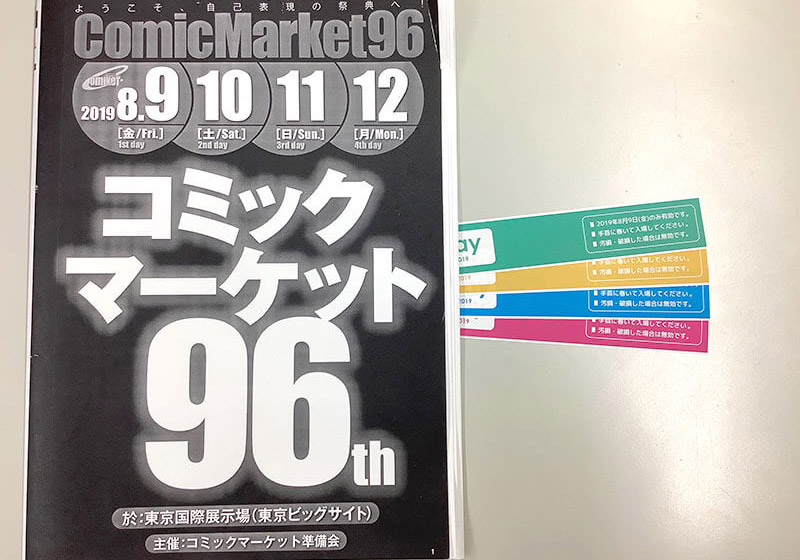 ようこそ、自己表現の祭典へ!
ComicMarket96
Comiket
2019 8.9 10 11 12
[金/Fri.] [土/Sat.] [日/Sun.] [月/Mon.]
1st day 2nd day 3rd day 4th day
コミック
マーケット
96th
於:東京国際展示場(東京ビッグサイト)
主催:コミックマーケット準備会
1
ay
2019年8月9日(金)のみ有効です。
手首に巻いて入場してください。
汚損・破損した場合は無効です。
手首に巻いて入場してください。
汚損・破損した場合は無効です。
2019
手首に巻いて入場してください。
汚損・破損した場合は無効です。
手首に巻いて入場してください。
汚損・破損した場合は無効です。